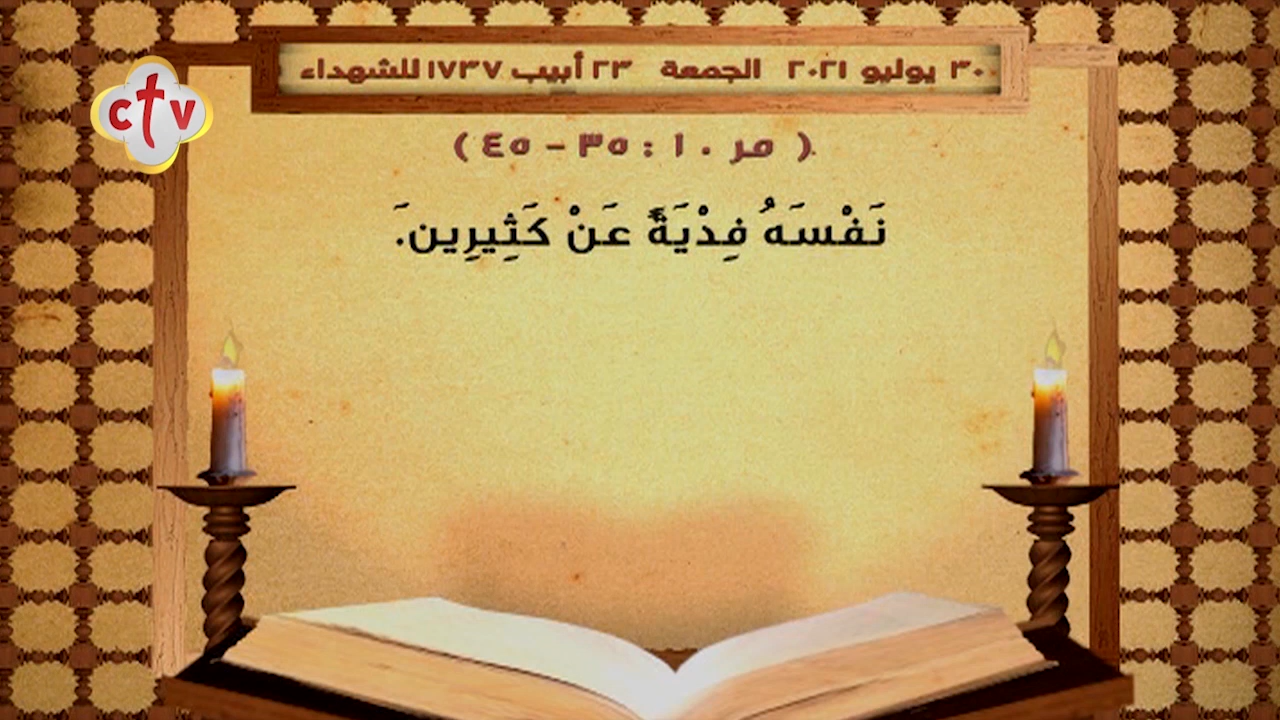 ٣٠ يوليو ٢٠٢١ الجمعة ٢٣ أبيب ١٧٣٧ للشهداء
ctv
( مر ١٠ : ٣٥ - ٤٥ )
نَفْسَهُ فِدْيَةً عَنْ كَثِيرِين.َ